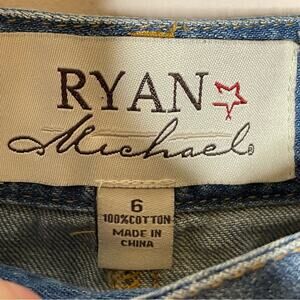 RYAN
Michael®
6
100%COTTON
MADE IN
CHINA